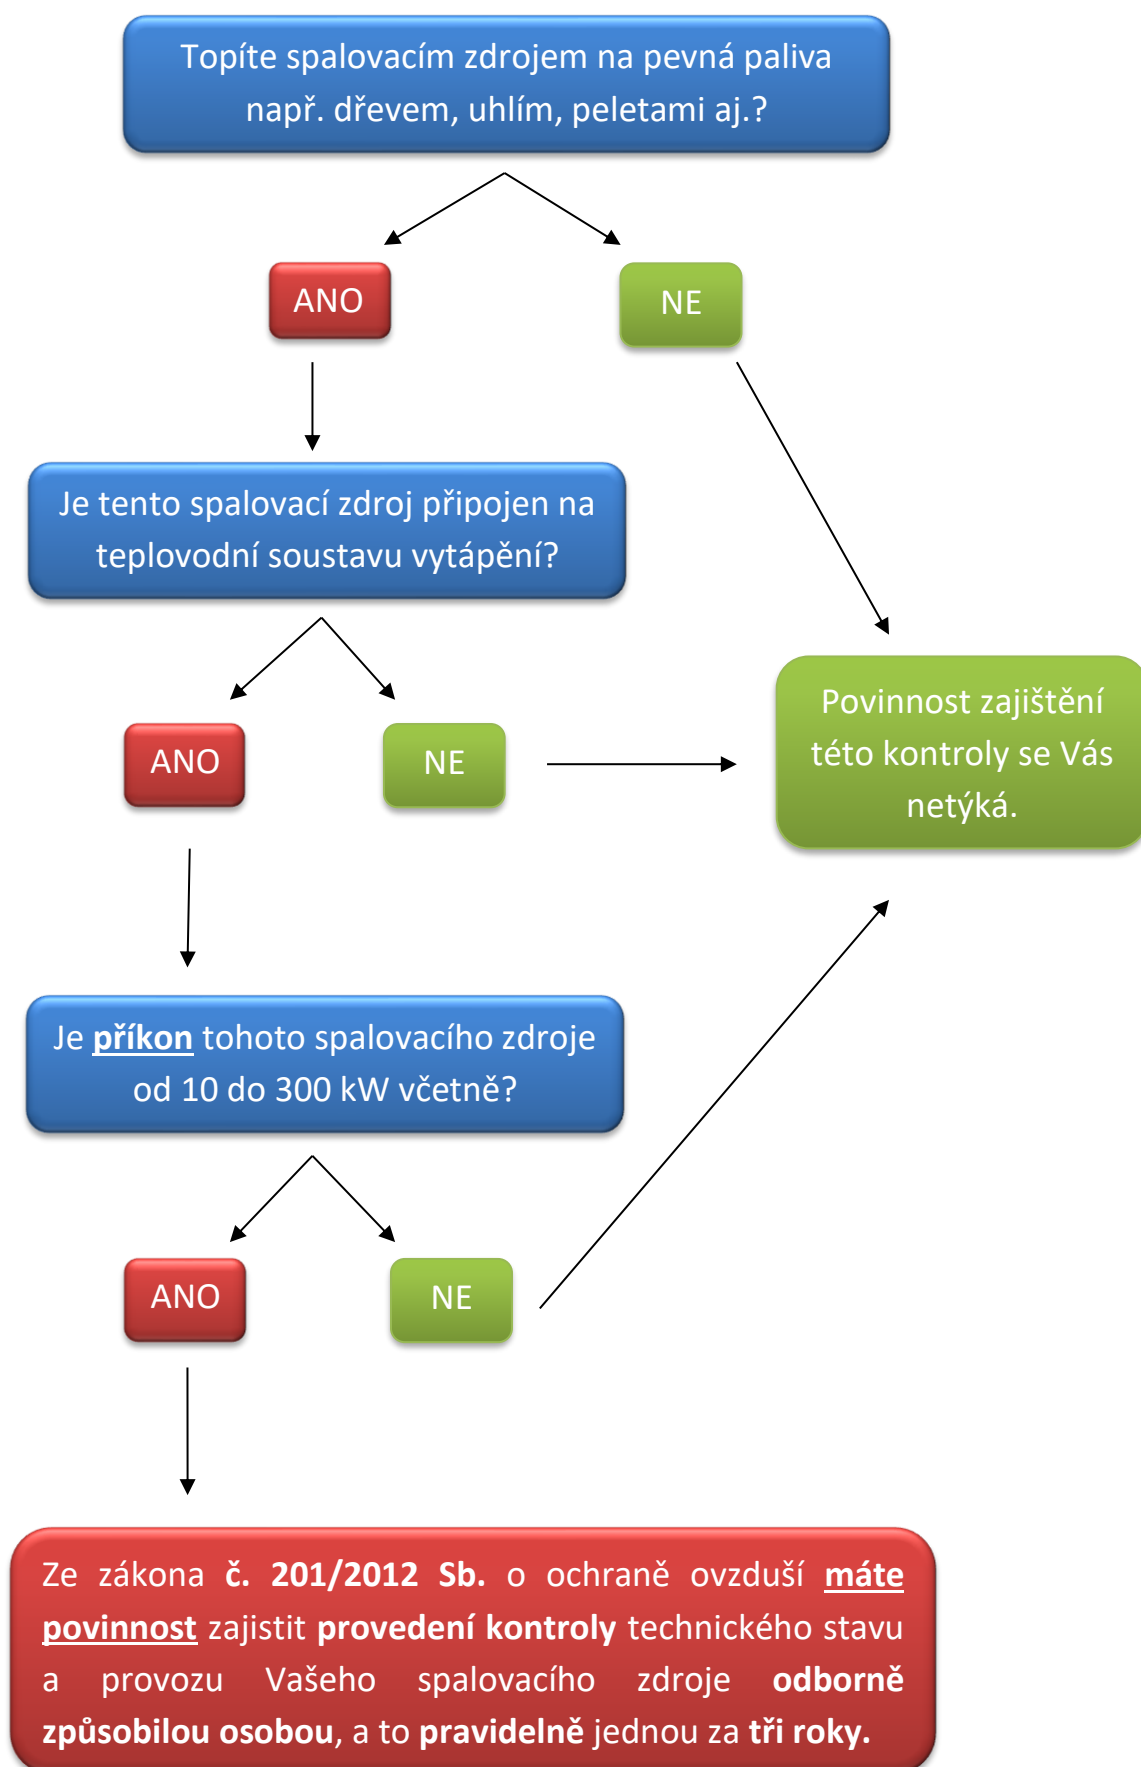 Topíte spalovacím zdrojem na pevná paliva
např. dřevem, uhlím, peletami aj.?
ANO
NE
Je tento spalovací zdroj připojen na
teplovodní soustavu vytápění?
ANO
NE
Povinnost zajištění
této kontroly se Vás
netýká.
Je příkon tohoto spalovacího zdroje
od 10 do 300 kW včetně?
ANO
NE
Ze zákona č. 201/2012 Sb. o ochraně ovzduší máte
povinnost zajistit provedení kontroly technického stavu
a provozu Vašeho spalovacího zdroje odborně
způsobilou osobou, a to pravidelně jednou za tři roky.